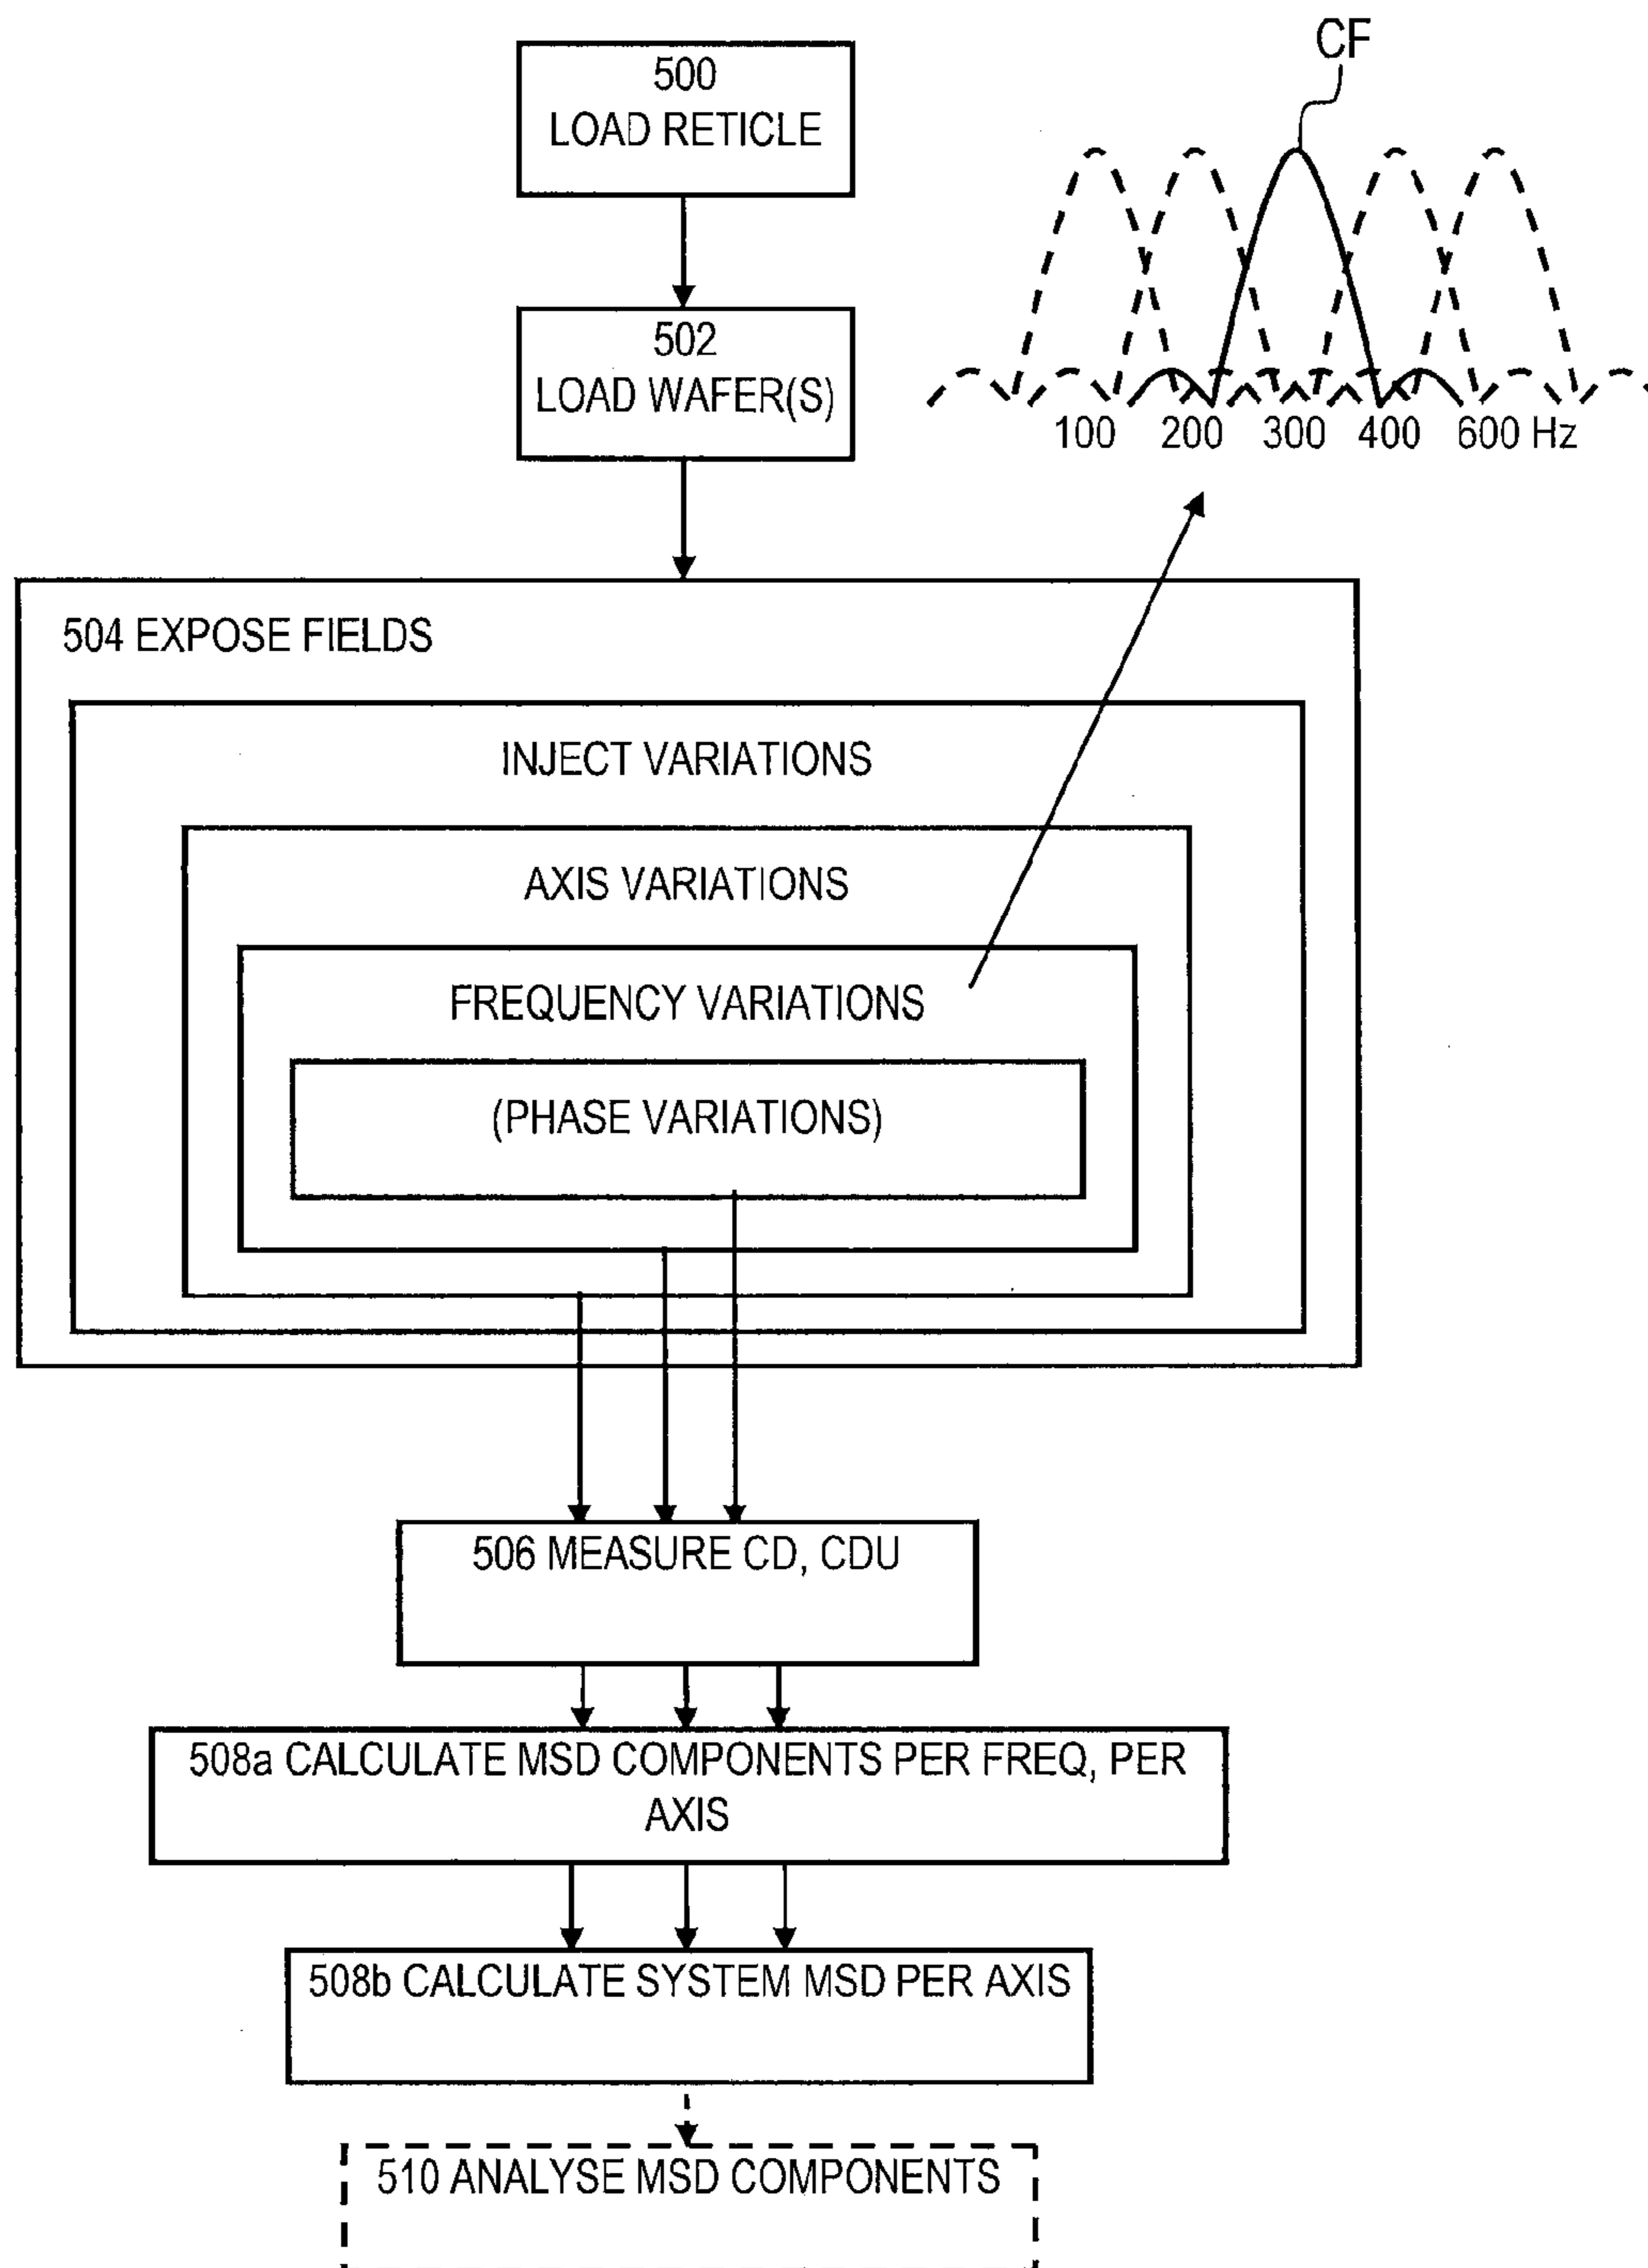 CF
500
LOAD RETICLE
502
LOAD WAFER(S)
100 200 300 400 600 Hz
504 EXPOSE FIELDS
INJECT VARIATIONS
AXIS VARIATIONS
FREQUENCY VARIATIONS
(PHASE VARIATIONS)
506 MEASURE CD, CDU
508a CALCULATE MSD COMPONENTS PER FREQ, PER
AXIS
508b CALCULATE SYSTEM MSD PER AXIS
510 ANALYSE MSD COMPONENTS